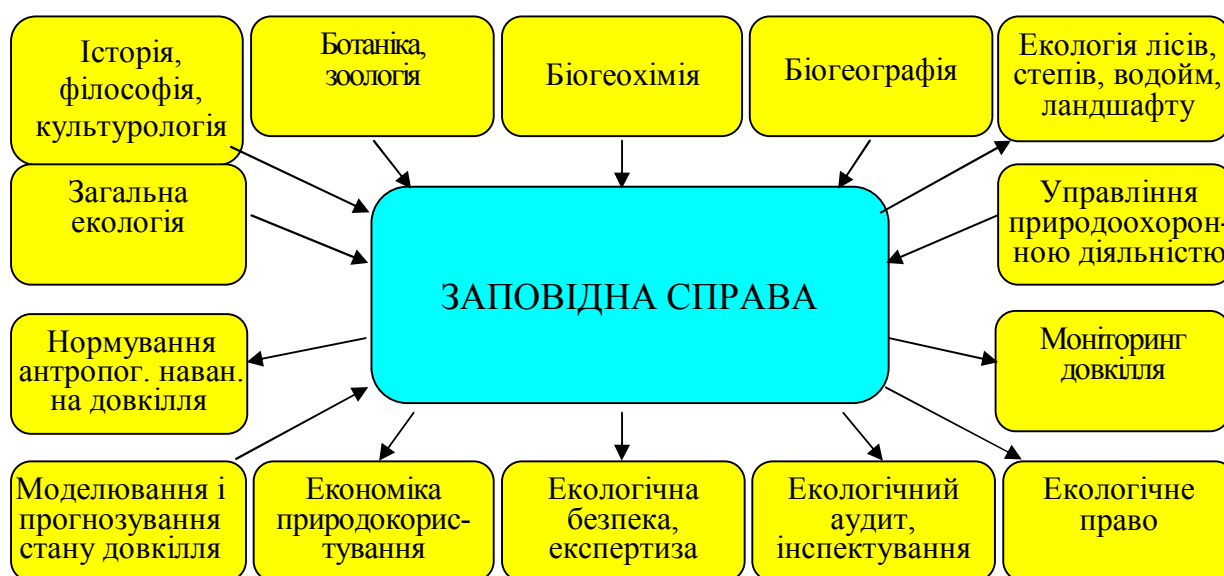 Історія,
філософія,
культурологія
Ботаніка,
зоологія
Біогеохімія
Біогеографія
Екологія лісів,
степів, водойм,
ландшафту
Загальна
екологія
Управління
природоохорон-
ною діяльністю
ЗАПОВІДНА СПРАВА
Нормування
антропог. наван.
на довкілля
Моніторинг
довкілля
Моделювання і
прогнозування
стану довкілля
Економіка
природокорис-
тування
Екологічна
безпека,
експертиза
Екологічний
аудит,
інспектування
Екологічне
право